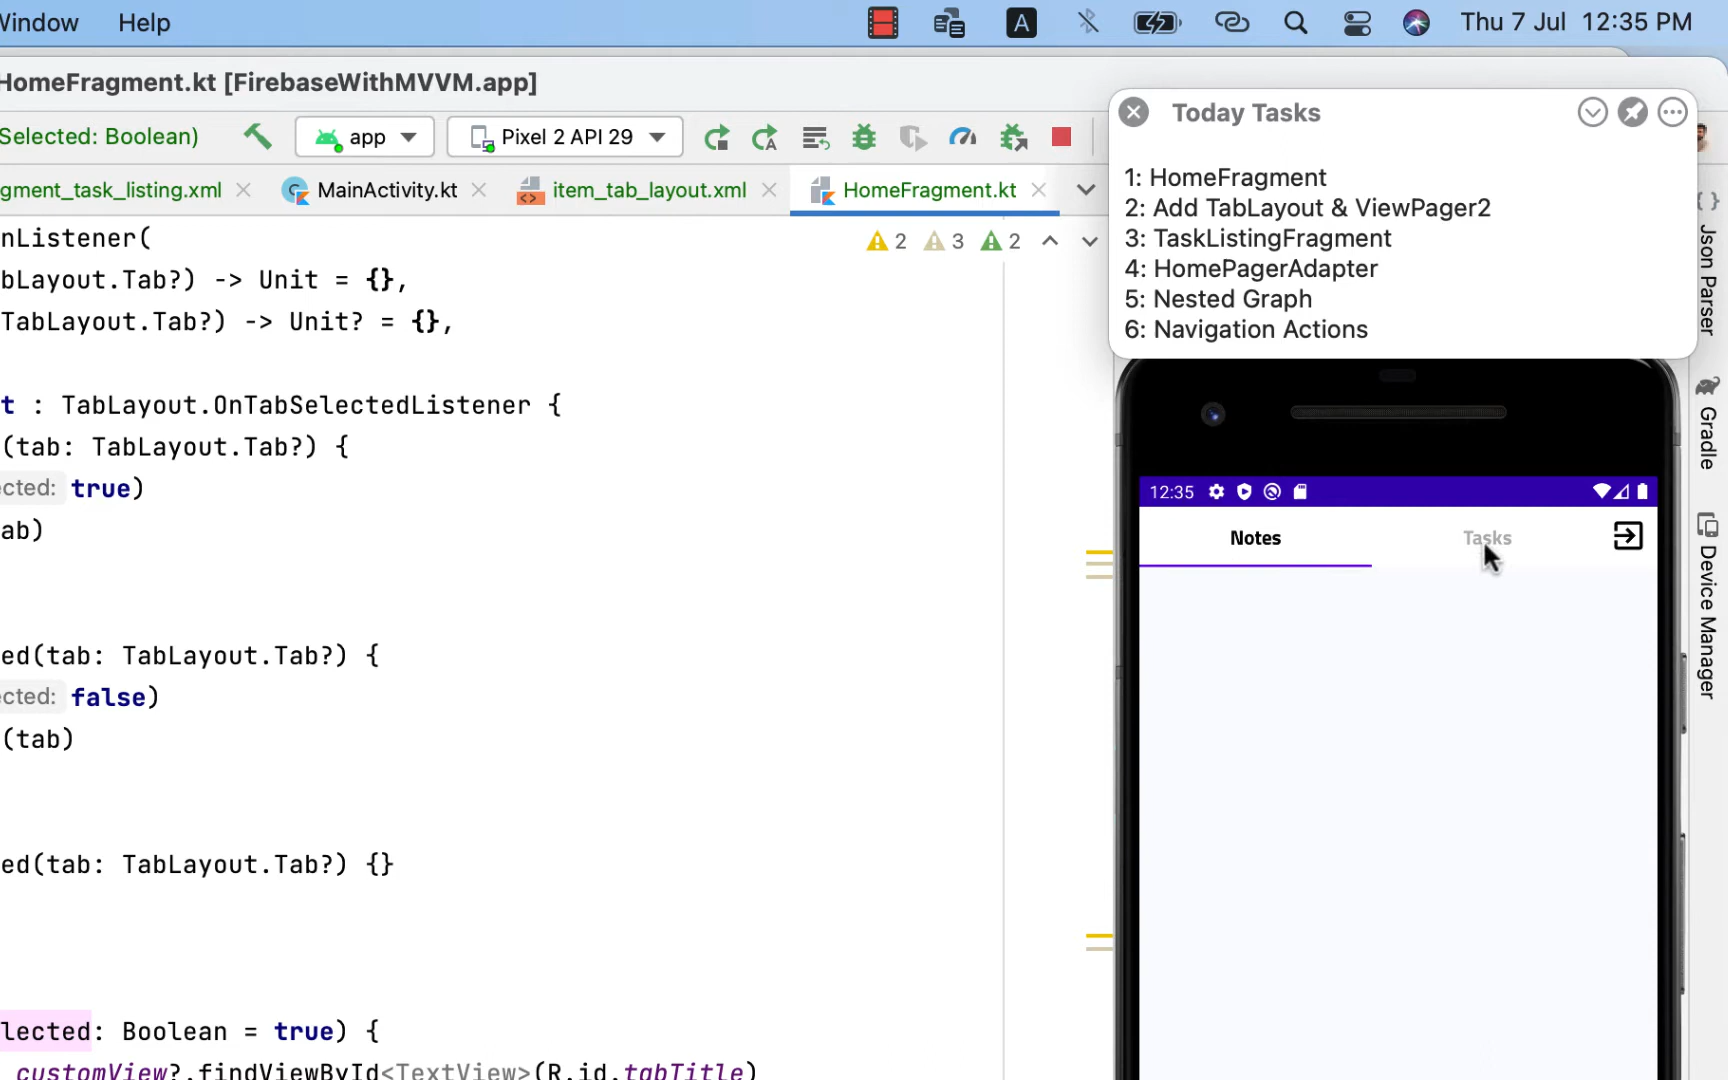 Window Help
A
Thu 7 Jul 12:35 PM
HomeFragment.kt [FirebaseWithMVVM.app]
Selected: Boolean)
app
Pixel 2 API 29
gment_task_listing.xml
MainActivity.kt
item_tab_layout.xml
HomeFragment.kt
2 3 2
nListener(
bLayout.Tab?) -> Unit = {},
TabLayout.Tab?) -> Unit? = {},
t : TabLayout.OnTabSelectedListener {
(tab: TabLayout.Tab?) {
ected: true)
ab)
ed(tab: TabLayout.Tab?) {
ected: false)
(tab)
ed(tab: TabLayout.Tab?) {}
lected: Boolean = true) {
customView?.findViewById<TextView>(R.id.tabTitle)
Today Tasks
1: HomeFragment
2: Add TabLayout & ViewPager2
3: TaskListingFragment
4: HomePagerAdapter
5: Nested Graph
6: Navigation Actions
12:35
Notes
Tasks
Json Parser
Gradle
Device Manager